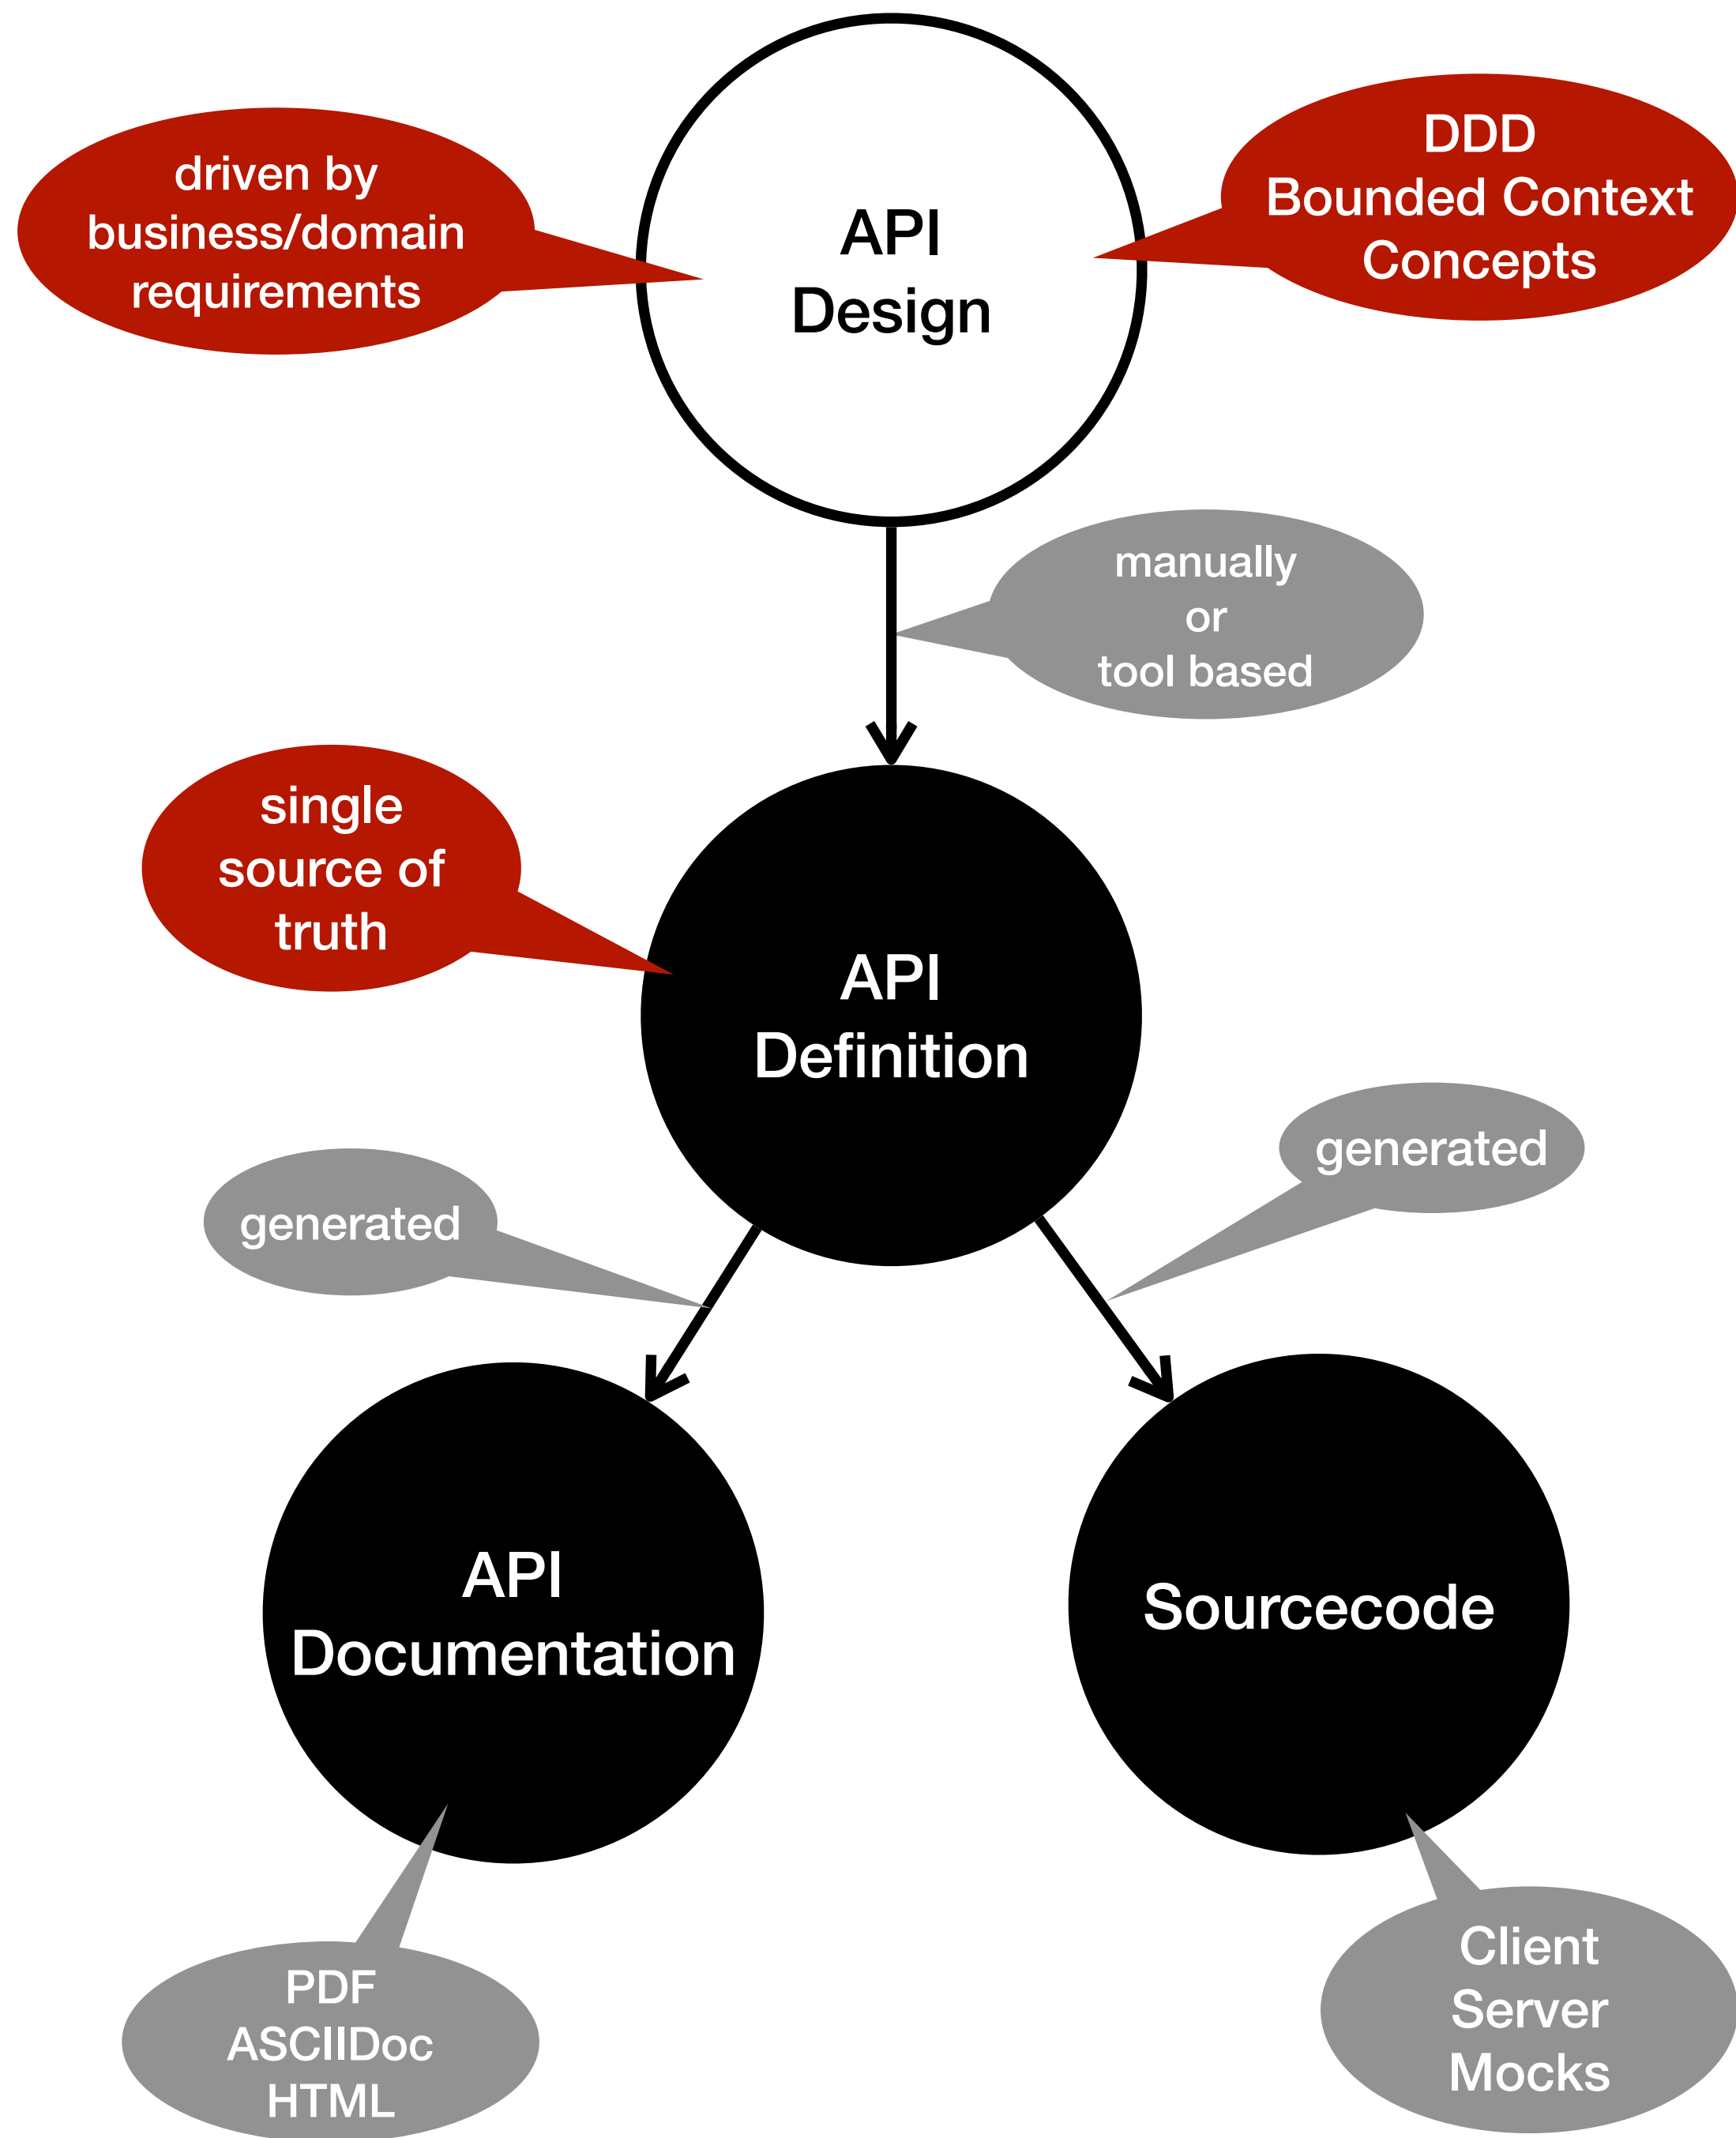 driven by
business/domain
requirements
API
Design
DDD
Bounded Context
Concepts
manually
or
tool based
single
source of
truth
API
Definition
generated
generated
API
Documentation
Sourcecode
PDF
ASCIIDoc
HTML
Client
Server
Mocks